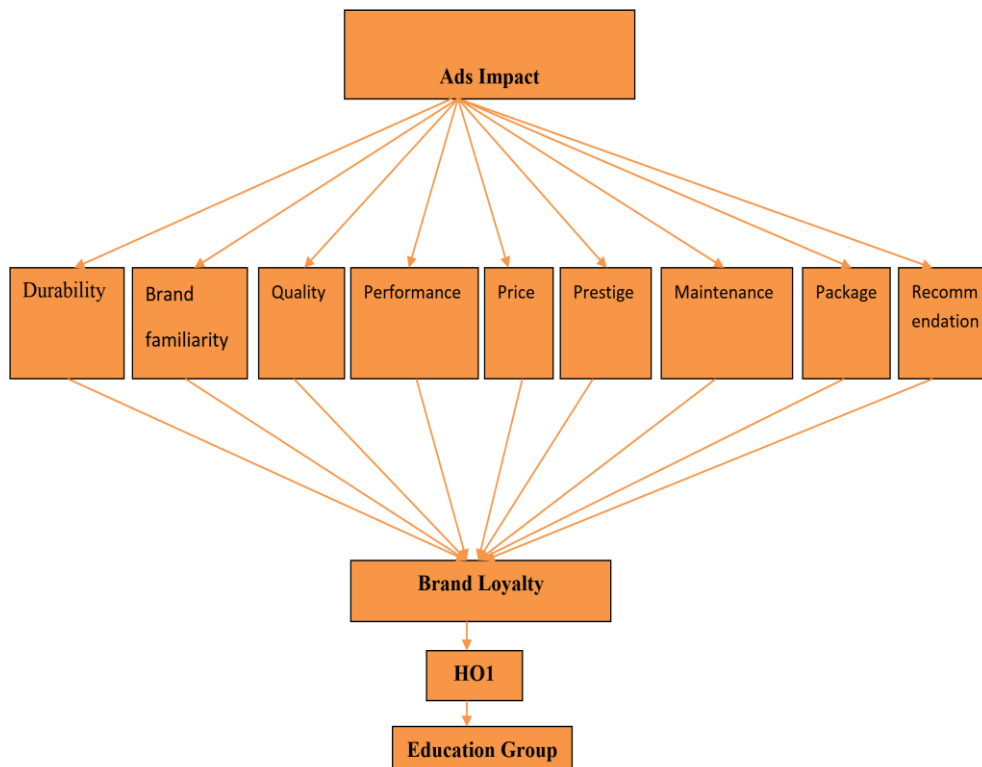 Ads Impact
Durability
Brand
familiarity
Quality
Performance
Price
Prestige
Maintenance
Package
Recomm
endation
Brand Loyalty
HO1
Education Group